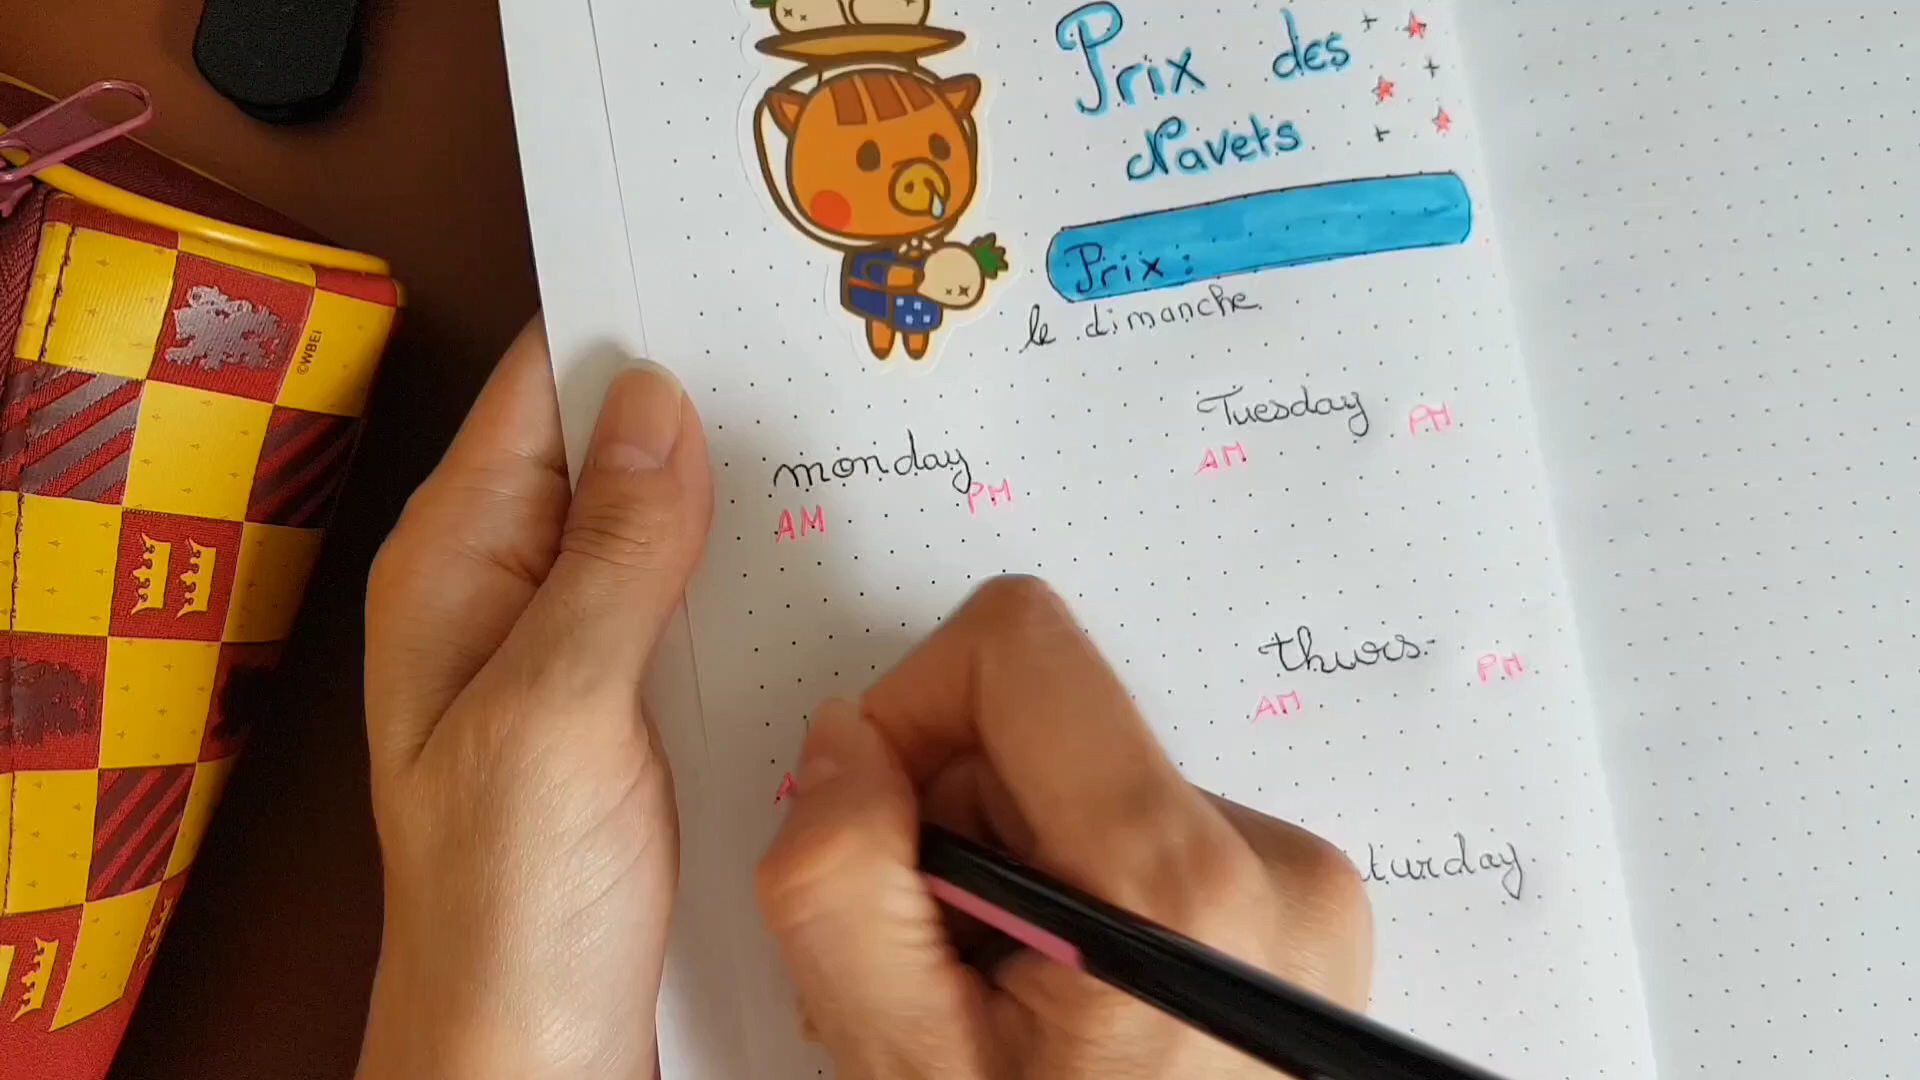 Prix des
Navets
Prix :
le dimanche
monday
AM PM
Tuesday
AM PM
thurs.
AM PM
©WBEI